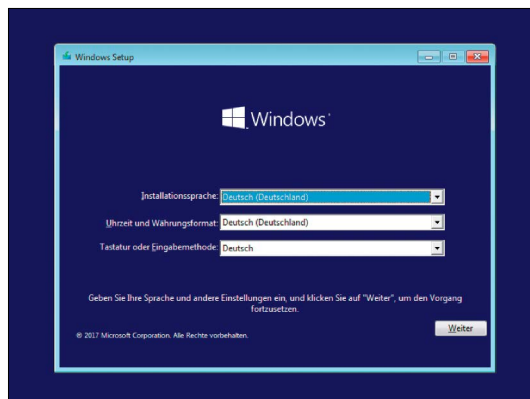 Windows Setup
Windows
Installationssprache: Deutsch (Deutschland)
Uhrzeit und Währungsformat: Deutsch (Deutschland)
Tastatur oder Eingabemethode: Deutsch
Geben Sie Ihre Sprache und andere Einstellungen ein, und klicken Sie auf "Weiter", um den Vorgang
fortzusetzen.
© 2017 Microsoft Corporation. Alle Rechte vorbehalten.
Weiter